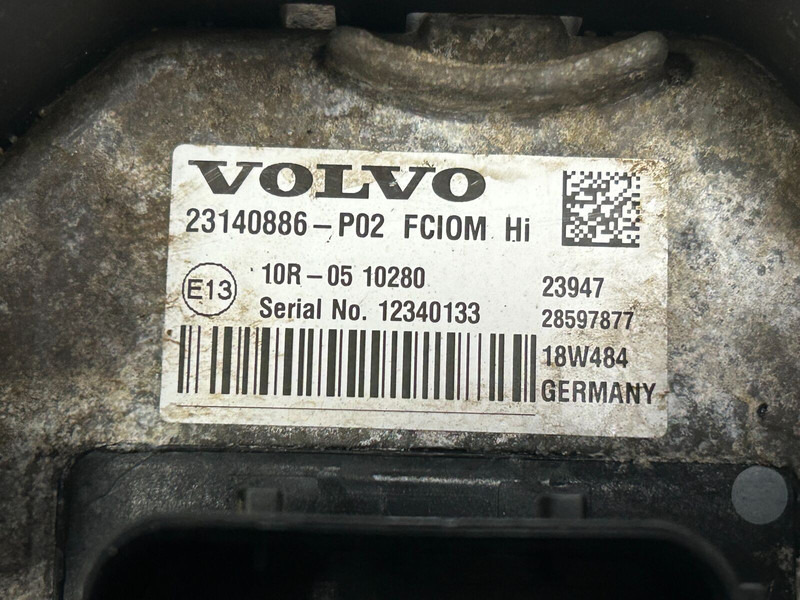 VOLVO
23140886-P02 FCIOM Hi
E13
10R-05 10280
Serial No. 12340133
23947
28597877
18W484
GERMANY